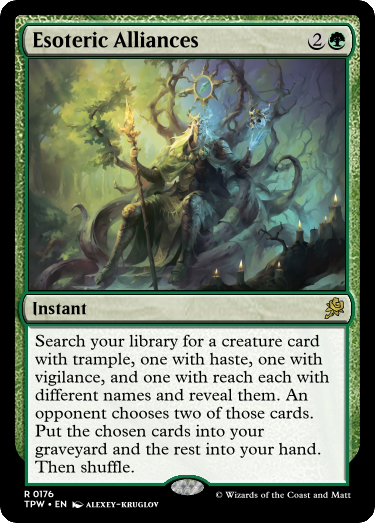 Esoteric Alliances 2
Instant
Search your library for a creature card
with trample, one with haste, one with
vigilance, and one with reach each with
different names and reveal them. An
opponent chooses two of those cards.
Put the chosen cards into your
graveyard and the rest into your hand.
Then shuffle.
R 0176
TPW • EN ALEXEY-KRUGLOV
© Wizards of the Coast and Matt